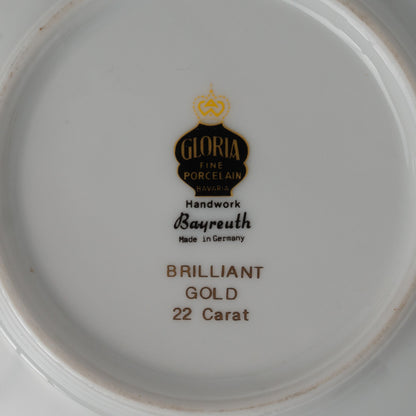 GLORIA
FINE
PORCELAIN
BAVARIA
Handwork
Bayreuth
Made in Germany
BRILLIANT
GOLD
22 Carat